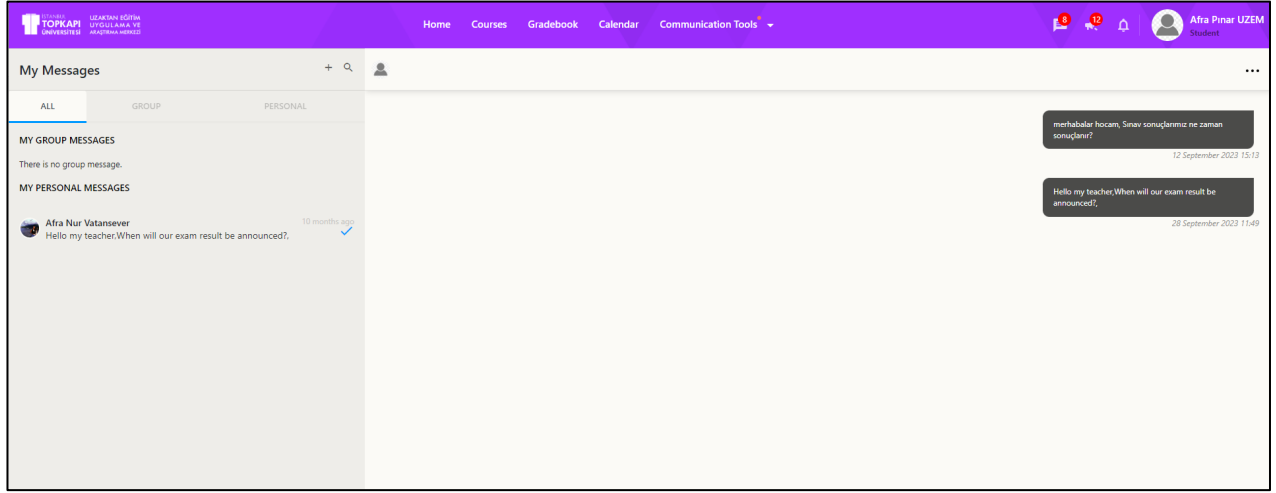 İSTANBUL
TOPKAPI
ÜNİVERSİTESİ
UZAKTAN EĞİTİM
UYGULAMA VE
ARAŞTIRMA MERKEZİ
Home Courses Gradebook Calendar Communication Tools
8 12
Afra Pınar UZEM
Student
My Messages
ALL GROUP PERSONAL
MY GROUP MESSAGES
There is no group message.
MY PERSONAL MESSAGES
Afra Nur Vatansever 10 months ago
Hello my teacher,When will our exam result be announced?,
merhabalar hocam, Sınav sonuçlarımız ne zaman
sonuçlanır?
12 September 2023 15:13
Hello my teacher,When will our exam result be
announced?,
28 September 2023 11:49